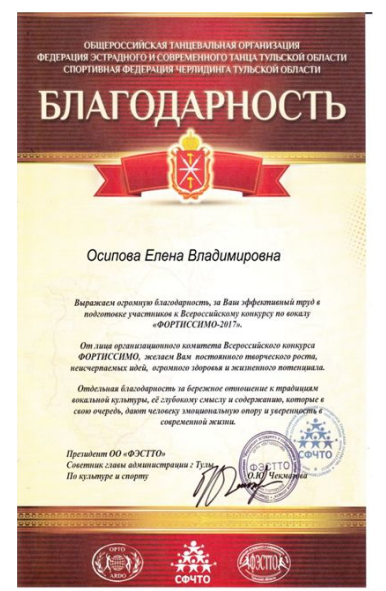 ОБЩЕРОССИЙСКАЯ ТАНЦЕВАЛЬНАЯ ОРГАНИЗАЦИЯ
ФЕДЕРАЦИЯ ЭСТРАДНОГО И СОВРЕМЕННОГО ТАНЦА ТУЛЬСКОЙ ОБЛАСТИ
СПОРТИВНАЯ ФЕДЕРАЦИЯ ЧЕРЛИДИНГА ТУЛЬСКОЙ ОБЛАСТИ
БЛАГОДАРНОСТЬ
Осипова Елена Владимировна
Выражаем огромную благодарность, за Ваш эффективный труд в
подготовке участников к Всероссийскому конкурсу по вокалу
«ФОРТИССИМО-2017».
От лица организационного комитета Всероссийского конкурса
ФОРТИССИМО, желаем Вам постоянного творческого роста,
неисчерпаемых идей, огромного здоровья и жизненного потенциала.
Отдельная благодарность за бережное отношение к традициям
вокальной культуры, её глубокому смыслу и содержанию, которые в
свою очередь, дают человеку эмоциональную опору и уверенность в
современной жизни.
СФЧТО
Президент ОО «ФЭСТТО»
Советник главы администрации г Тулы
По культуре и спорту О.Ю. Чекмазова
ФЭСТТО
ОРТО
ARDO
СФЧТО
ФЭСТТО